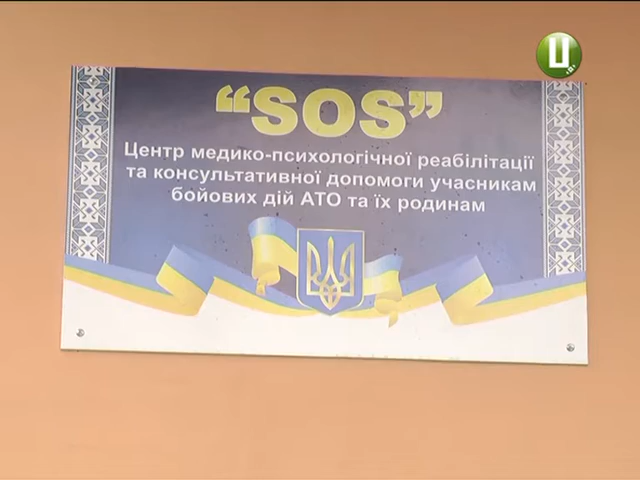 Ц
"SOS"
Центр медико-психологічної реабілітації
та консультативної допомоги учасникам
бойових дій АТО та їх родинам